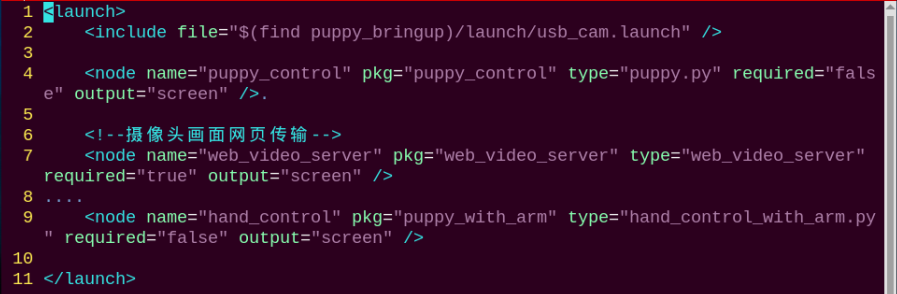 1 <launch>
2     <include file="$(find puppy_bringup)/launch/usb_cam.launch" />
3
4     <node name="puppy_control" pkg="puppy_control" type="puppy.py" required="fals
e" output="screen" />.
5
6     <!--摄像头画面网页传输-->
7     <node name="web_video_server" pkg="web_video_server" type="web_video_server"
required="true" output="screen" />
8 ....
9     <node name="hand_control" pkg="puppy_with_arm" type="hand_control_with_arm.py
" required="false" output="screen" />
10
11 </launch>